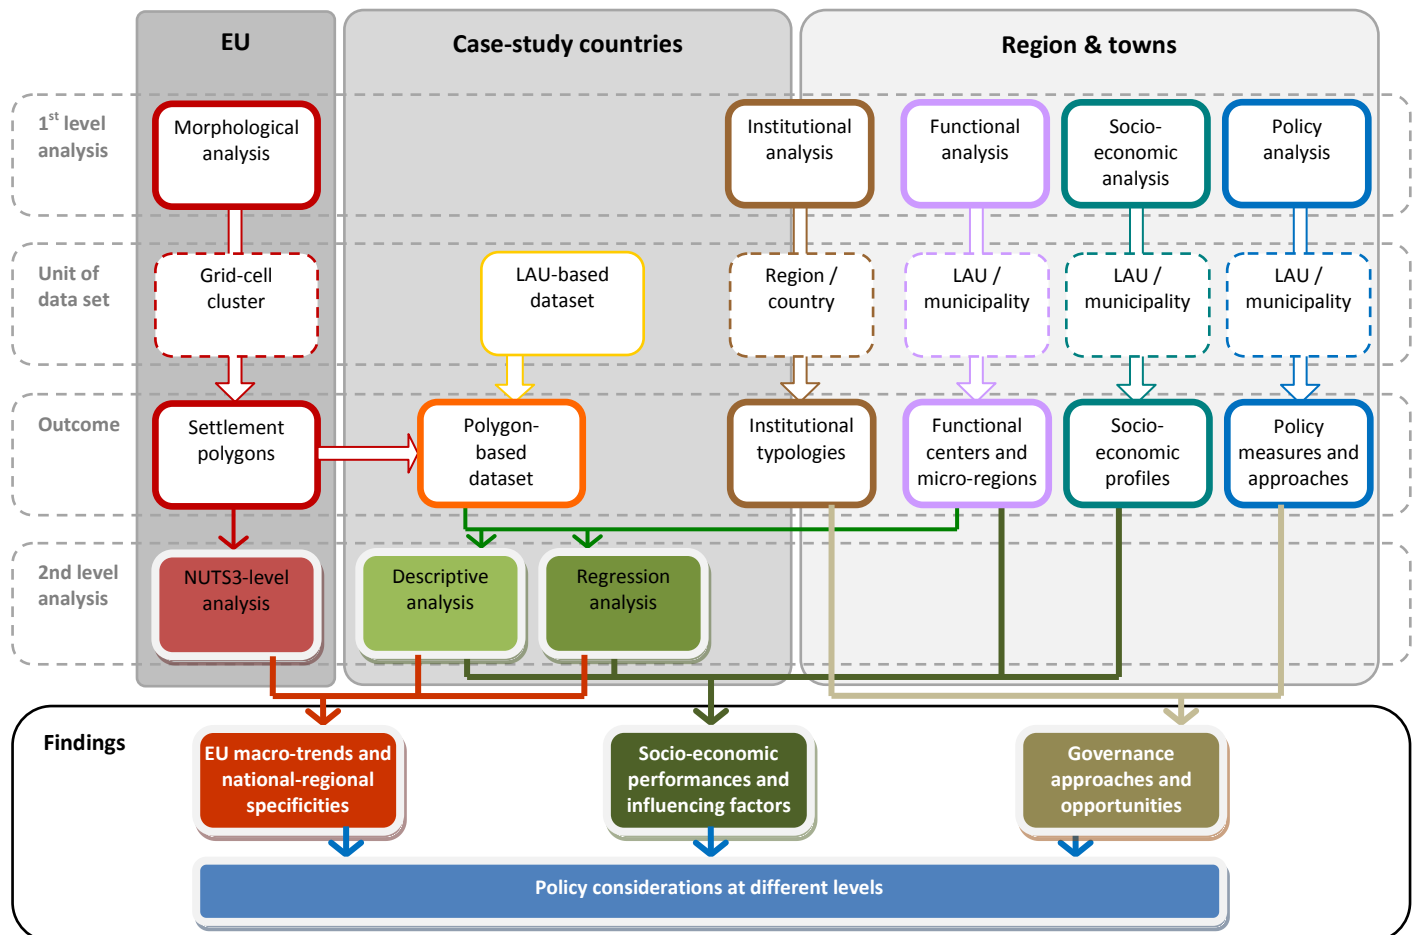 EU
Case-study countries
Region & towns
1st level
analysis
Morphological
analysis
Institutional
analysis
Functional
analysis
Socio-
economic
analysis
Policy
analysis
Unit of
data set
Grid-cell
cluster
LAU-based
dataset
Region /
country
LAU /
municipality
LAU /
municipality
LAU /
municipality
Outcome
Settlement
polygons
Polygon-
based
dataset
Institutional
typologies
Functional
centers and
micro-regions
Socio-
economic
profiles
Policy
measures and
approaches
2nd level
analysis
NUTS3-level
analysis
Descriptive
analysis
Regression
analysis
Findings
EU macro-trends and
national-regional
specificities
Socio-economic
performances and
influencing factors
Governance
approaches and
opportunities
Policy considerations at different levels